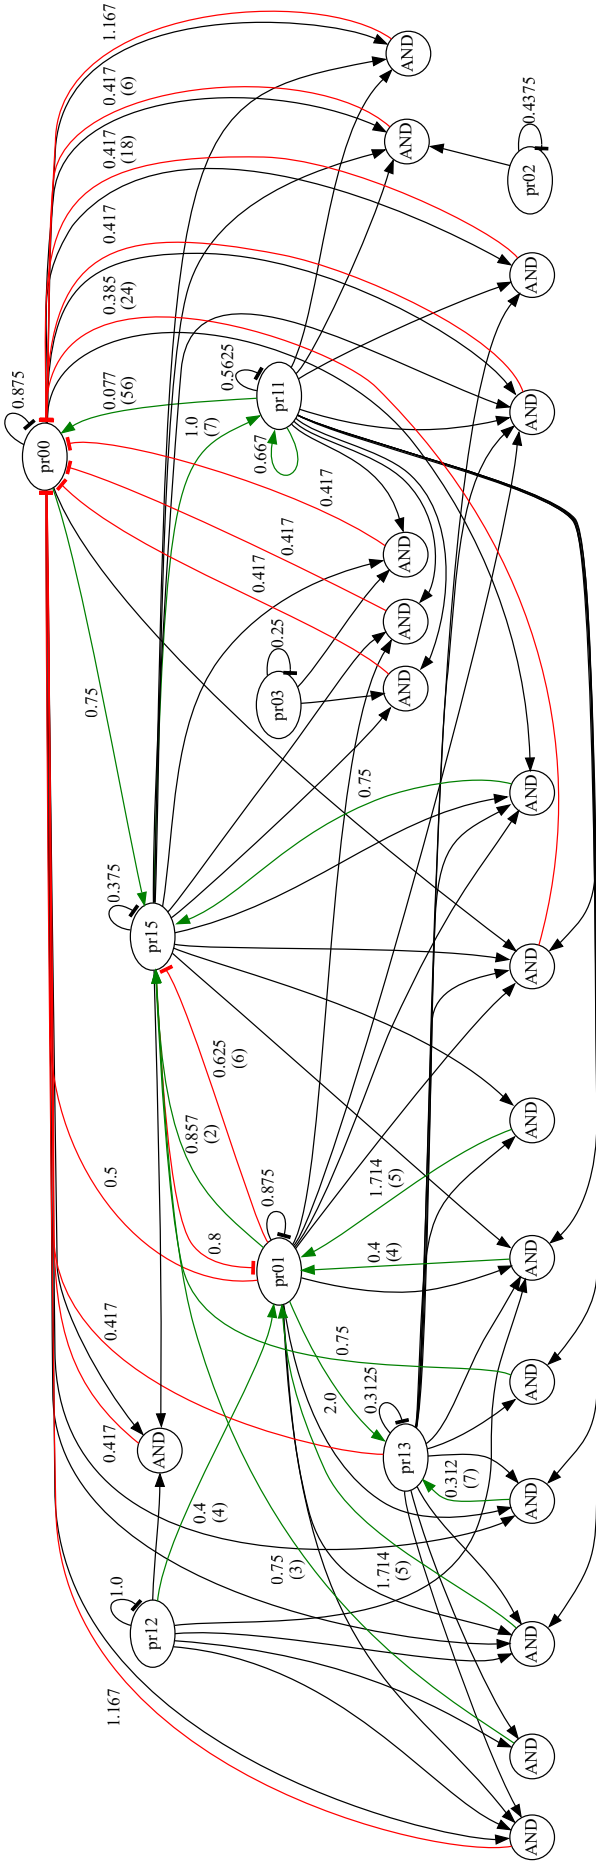 0.875
pr00
1.167
0.417
0.417
0.5
0.75
0.077
(56)
0.385
(24)
0.417
0.417
(18)
0.417
(6)
1.167
1.0
pr12
AND
0.375
pr15
0.4
(4)
0.8
0.857
(2)
0.625
(6)
1.0
(7)
0.5625
0.75
(3)
0.875
pr01
0.25
pr03
0.417
0.417
0.417
0.667
pr11
1.714
(5)
2.0
0.75
0.3125
0.4
(4)
1.714
(5)
0.75
pr13
AND
AND
AND
AND
AND
0.312
(7)
pr02
0.4375
AND
AND
AND
AND
AND
AND
AND
AND
AND
AND
AND